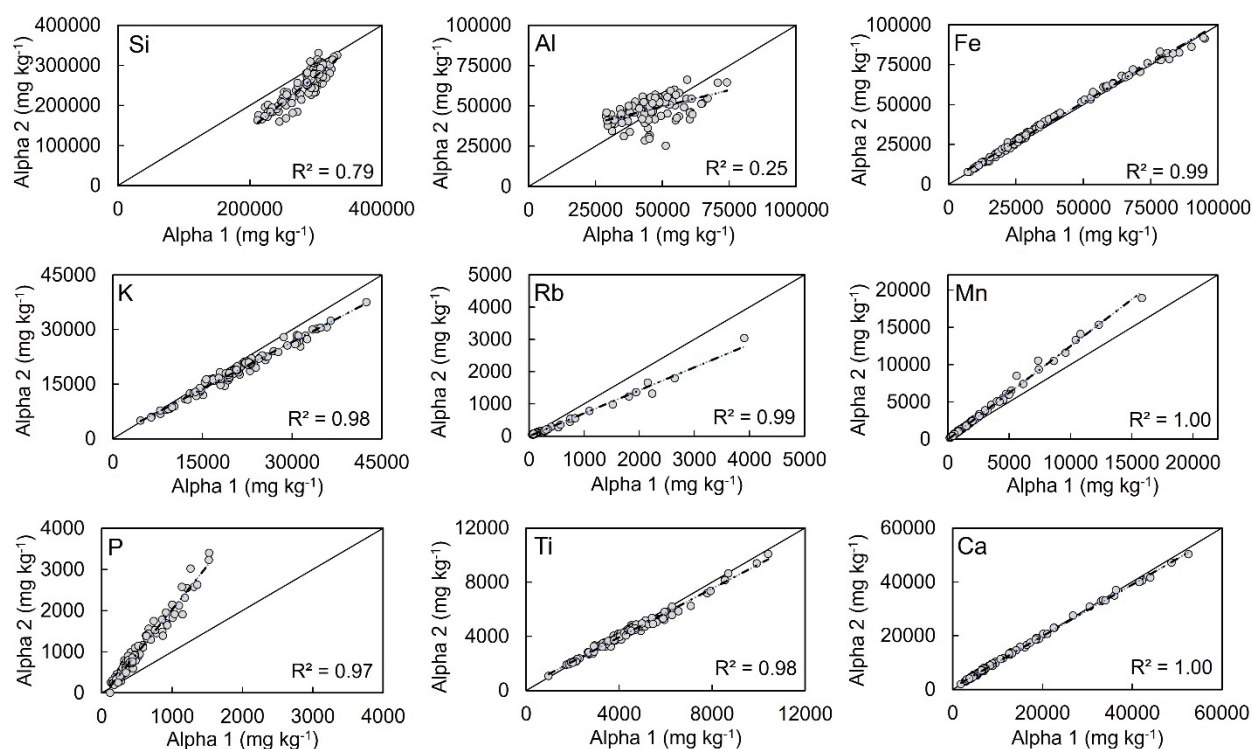 Si
Alpha 2 (mg kg⁻¹)
400000
300000
200000
100000
0
R² = 0.79
0 200000 400000
Alpha 1 (mg kg⁻¹)
Al
Alpha 2 (mg kg⁻¹)
100000
75000
50000
25000
0
R² = 0.25
0 25000 50000 75000 100000
Alpha 1 (mg kg⁻¹)
Fe
Alpha 2 (mg kg⁻¹)
100000
75000
50000
25000
0
R² = 0.99
0 25000 50000 75000 100000
Alpha 1 (mg kg⁻¹)
K
Alpha 2 (mg kg⁻¹)
45000
30000
15000
0
R² = 0.98
0 15000 30000 45000
Alpha 1 (mg kg⁻¹)
Rb
Alpha 2 (mg kg⁻¹)
5000
4000
3000
2000
1000
0
R² = 0.99
0 1000 2000 3000 4000 5000
Alpha 1 (mg kg⁻¹)
Mn
Alpha 2 (mg kg⁻¹)
20000
15000
10000
5000
0
R² = 1.00
0 5000 10000 15000 20000
Alpha 1 (mg kg⁻¹)
P
Alpha 2 (mg kg⁻¹)
4000
3000
2000
1000
0
R² = 0.97
0 1000 2000 3000 4000
Alpha 1 (mg kg⁻¹)
Ti
Alpha 2 (mg kg⁻¹)
12000
8000
4000
0
R² = 0.98
0 2000 4000 6000 8000 10000 12000
Alpha 1 (mg kg⁻¹)
Ca
Alpha 2 (mg kg⁻¹)
60000
40000
20000
0
R² = 1.00
0 20000 40000 60000
Alpha 1 (mg kg⁻¹)